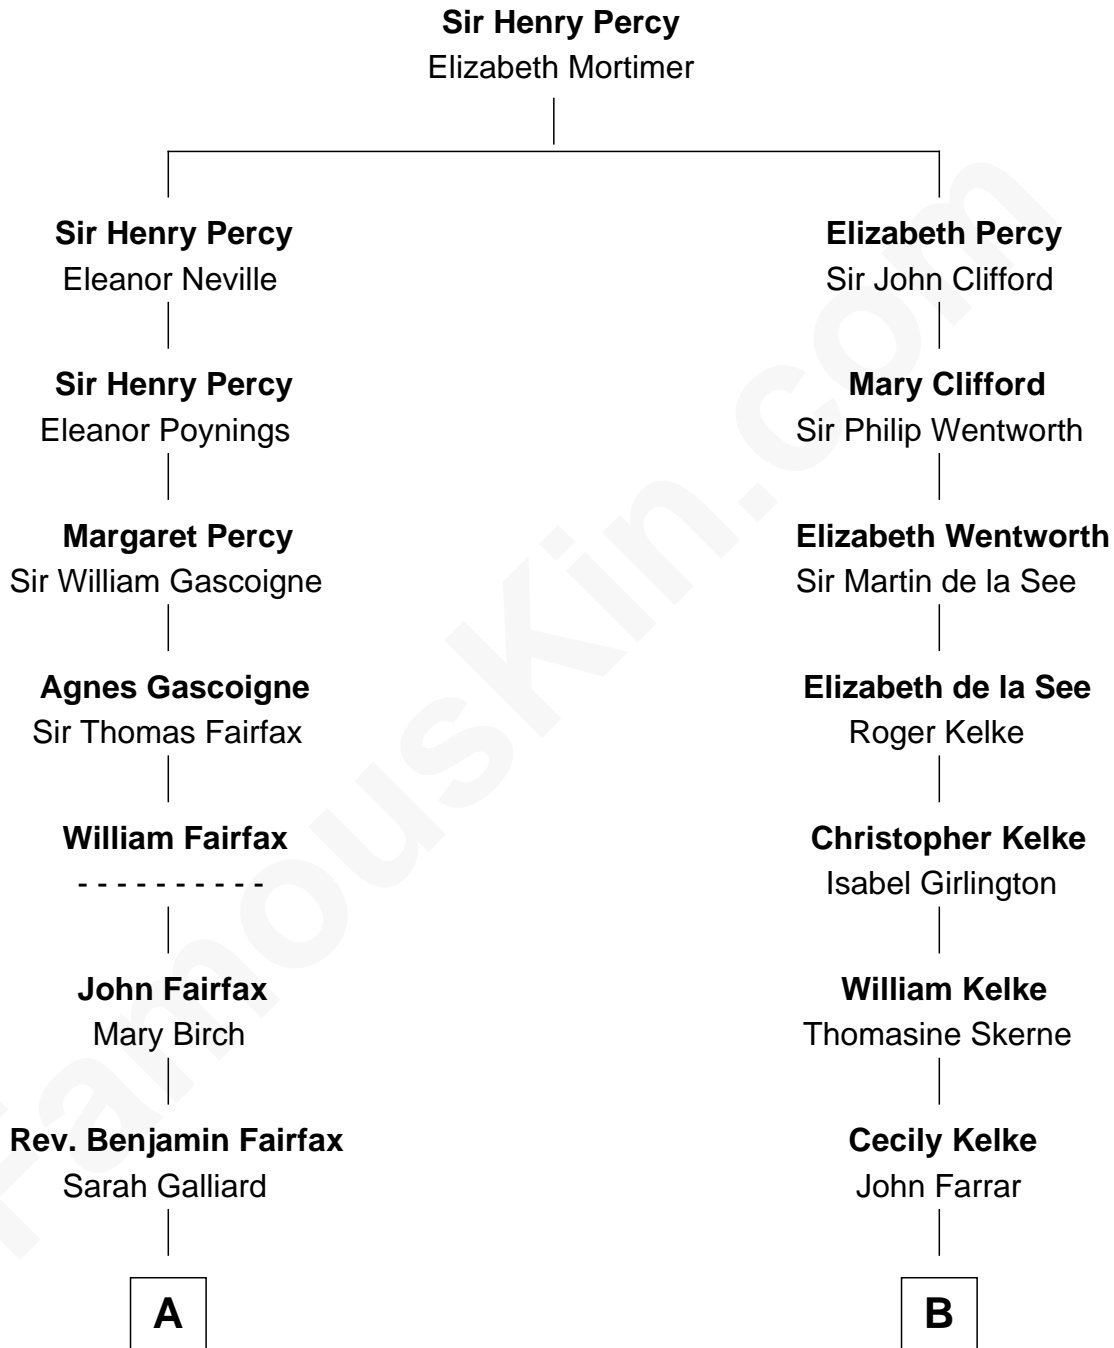 Sir Henry Percy
Elizabeth Mortimer
Sir Henry Percy
Eleanor Neville
Elizabeth Percy
Sir John Clifford
Sir Henry Percy
Eleanor Poynings
Mary Clifford
Sir Philip Wentworth
Margaret Percy
Sir William Gascoigne
Elizabeth Wentworth
Sir Martin de la See
Agnes Gascoigne
Sir Thomas Fairfax
Elizabeth de la See
Roger Kelke
William Fairfax
- - - - - - - - - -
Christopher Kelke
Isabel Girlington
John Fairfax
Mary Birch
William Kelke
Thomasine Skerne
Rev. Benjamin Fairfax
Sarah Galliard
Cecily Kelke
John Farrar
A
B
FamousKin.com